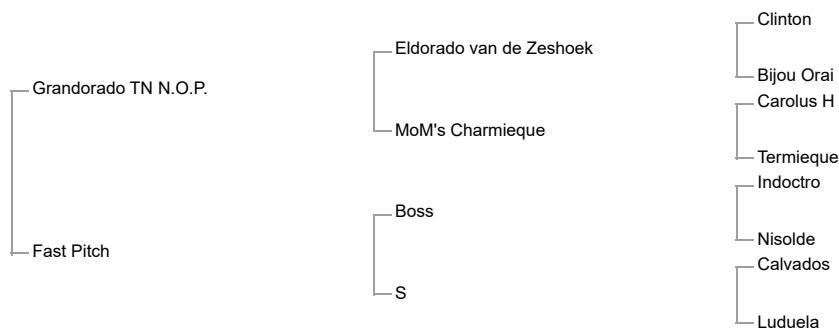 Clinton
Eldorado van de Zeshoek
Bijou Orai
Grandorado TN N.O.P.
Carolus H
MoM's Charmieque
Termieque
Indoctro
Boss
Nisolde
Fast Pitch
Calvados
S
Luduela